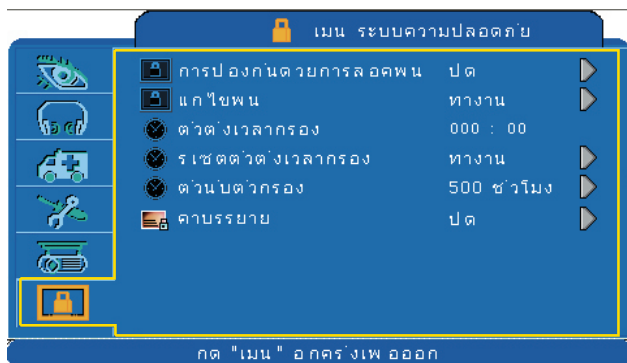 เมน ระบบความปลอดภ่ย
การป องก่นด วยการล อคพ น ป ด
แก ไขพ น ทางาน
ต่วต่ งเวลากรอง 000 : 00
ร เซตต่วต่ งเวลากรอง ทางาน
ต่วน่บต่วกรอง 500 ช ่วโมง
คาบรรยาย ป ด
กด "เมน " อ กคร ่งเพ อออก